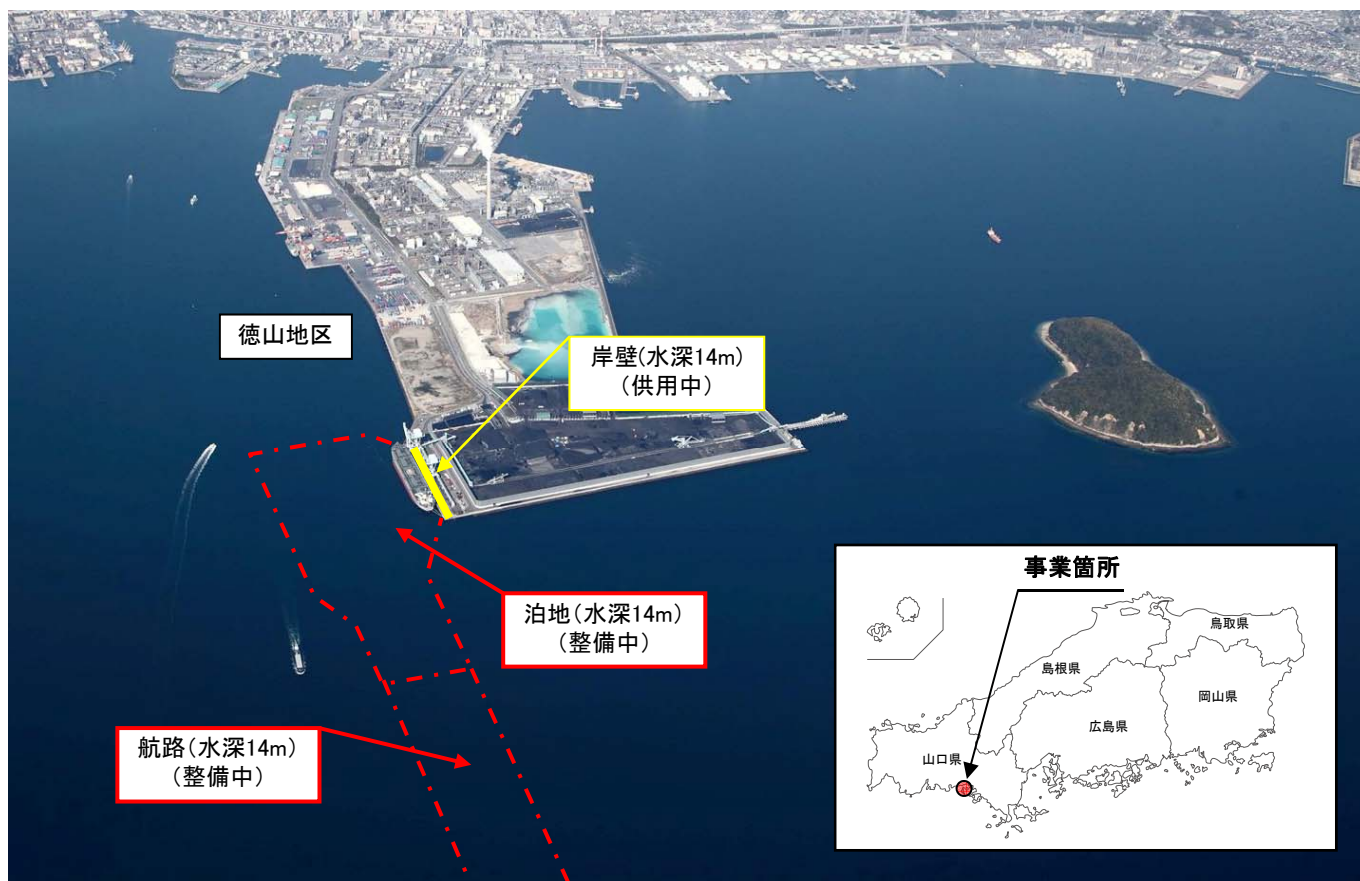 徳山地区
岸壁(水深14m)
(供用中)
泊地(水深14m)
(整備中)
航路(水深14m)
(整備中)
事業箇所
鳥取県
島根県
岡山県
広島県
山口県